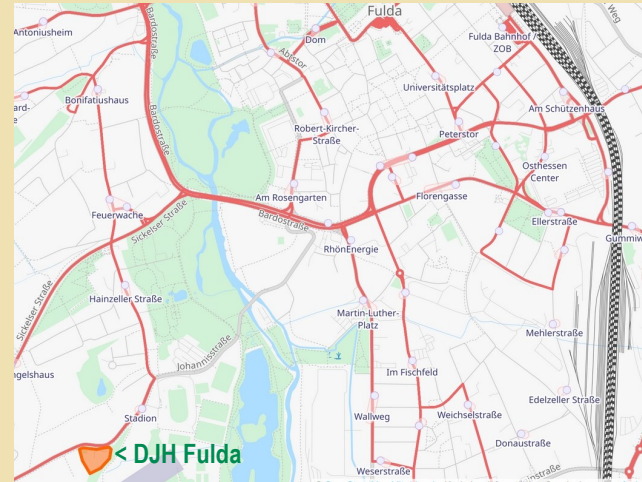 Fulda
Weg
Antoniusheim
Bardostraße
Dom
Fulda Bahnhof /
ZOB
Abtstor
Universitätsplatz
Bonifatiushaus
Am Schützenhaus
Bardostraße
Robert-Kircher-
Straße
Peterstor
Osthessen
Center
Am Rosengarten
Florengasse
Feuerwache
Sickelser Straße
Bardostraße
Ellerstraße
RhönEnergie
Gummiw
Hainzeller Straße
Sickelser Straße
Martin-Luther-
Platz
Mehlerstraße
Johannisstraße
ngelshaus
Im Fischfeld
Edelzeller Straße
Stadion
Wallweg
Weichselstraße
Donaustraße
< DJH Fulda
Weserstraße